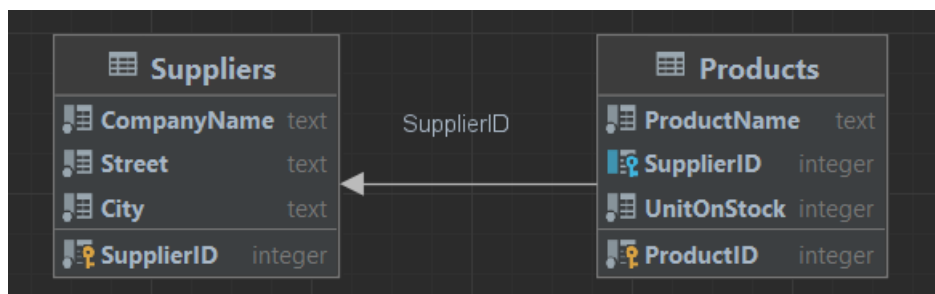 Suppliers
CompanyName text
Street text
City text
SupplierID integer
SupplierID
Products
ProductName text
SupplierID integer
UnitOnStock integer
ProductID integer